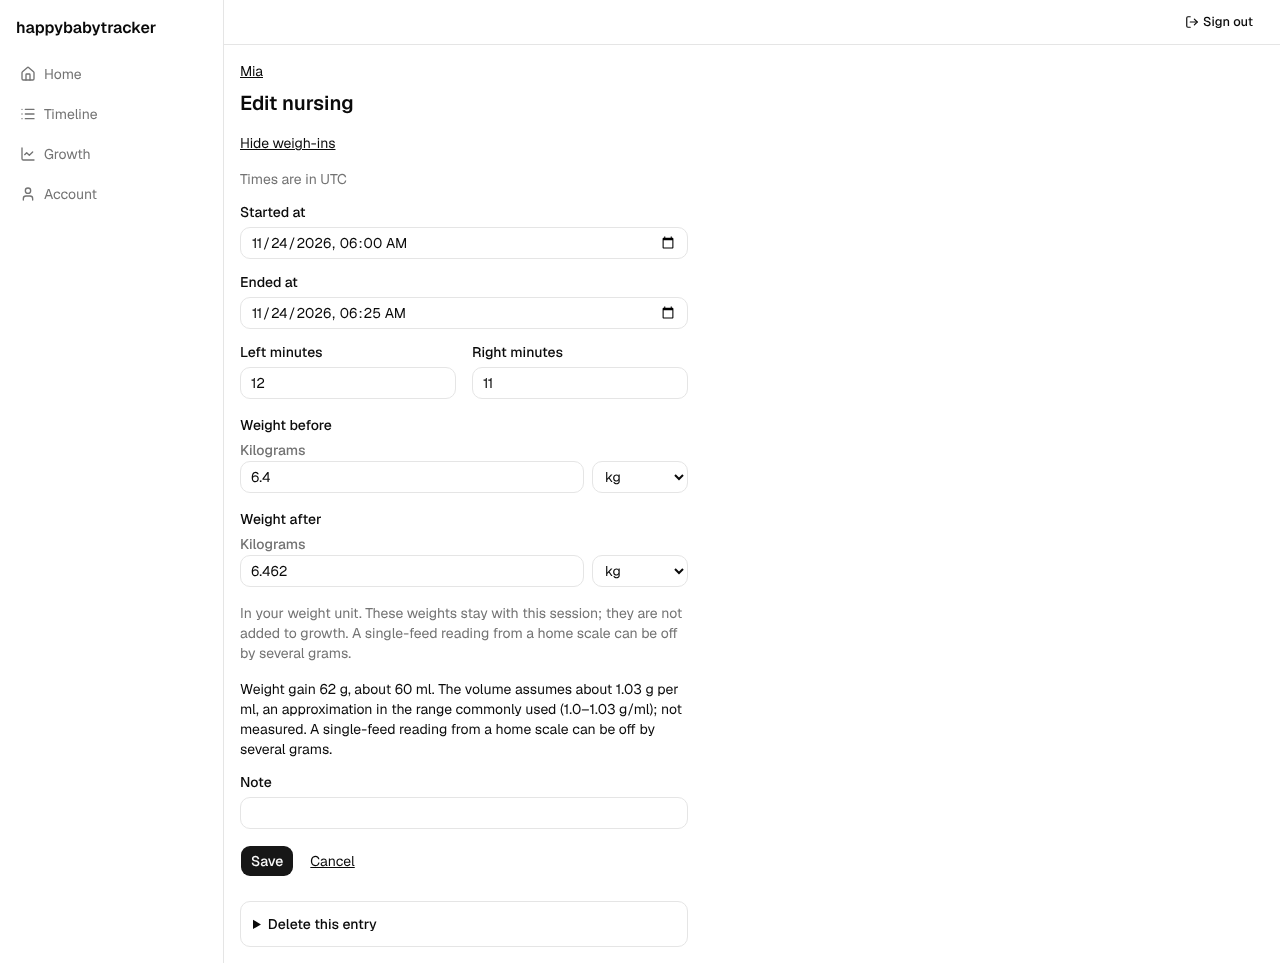 happybabytracker
Sign out
Home
Timeline
Growth
Account
Mia
Edit nursing
Hide weigh-ins
Times are in UTC
Started at
11/24/2026, 06:00 AM
Ended at
11/24/2026, 06:25 AM
Left minutes
Right minutes
12
11
Weight before
Kilograms
6.4
kg
Weight after
Kilograms
6.462
kg
In your weight unit. These weights stay with this session; they are not
added to growth. A single-feed reading from a home scale can be off
by several grams.
Weight gain 62 g, about 60 ml. The volume assumes about 1.03 g per
ml, an approximation in the range commonly used (1.0–1.03 g/ml); not
measured. A single-feed reading from a home scale can be off by
several grams.
Note
Save
Cancel
Delete this entry